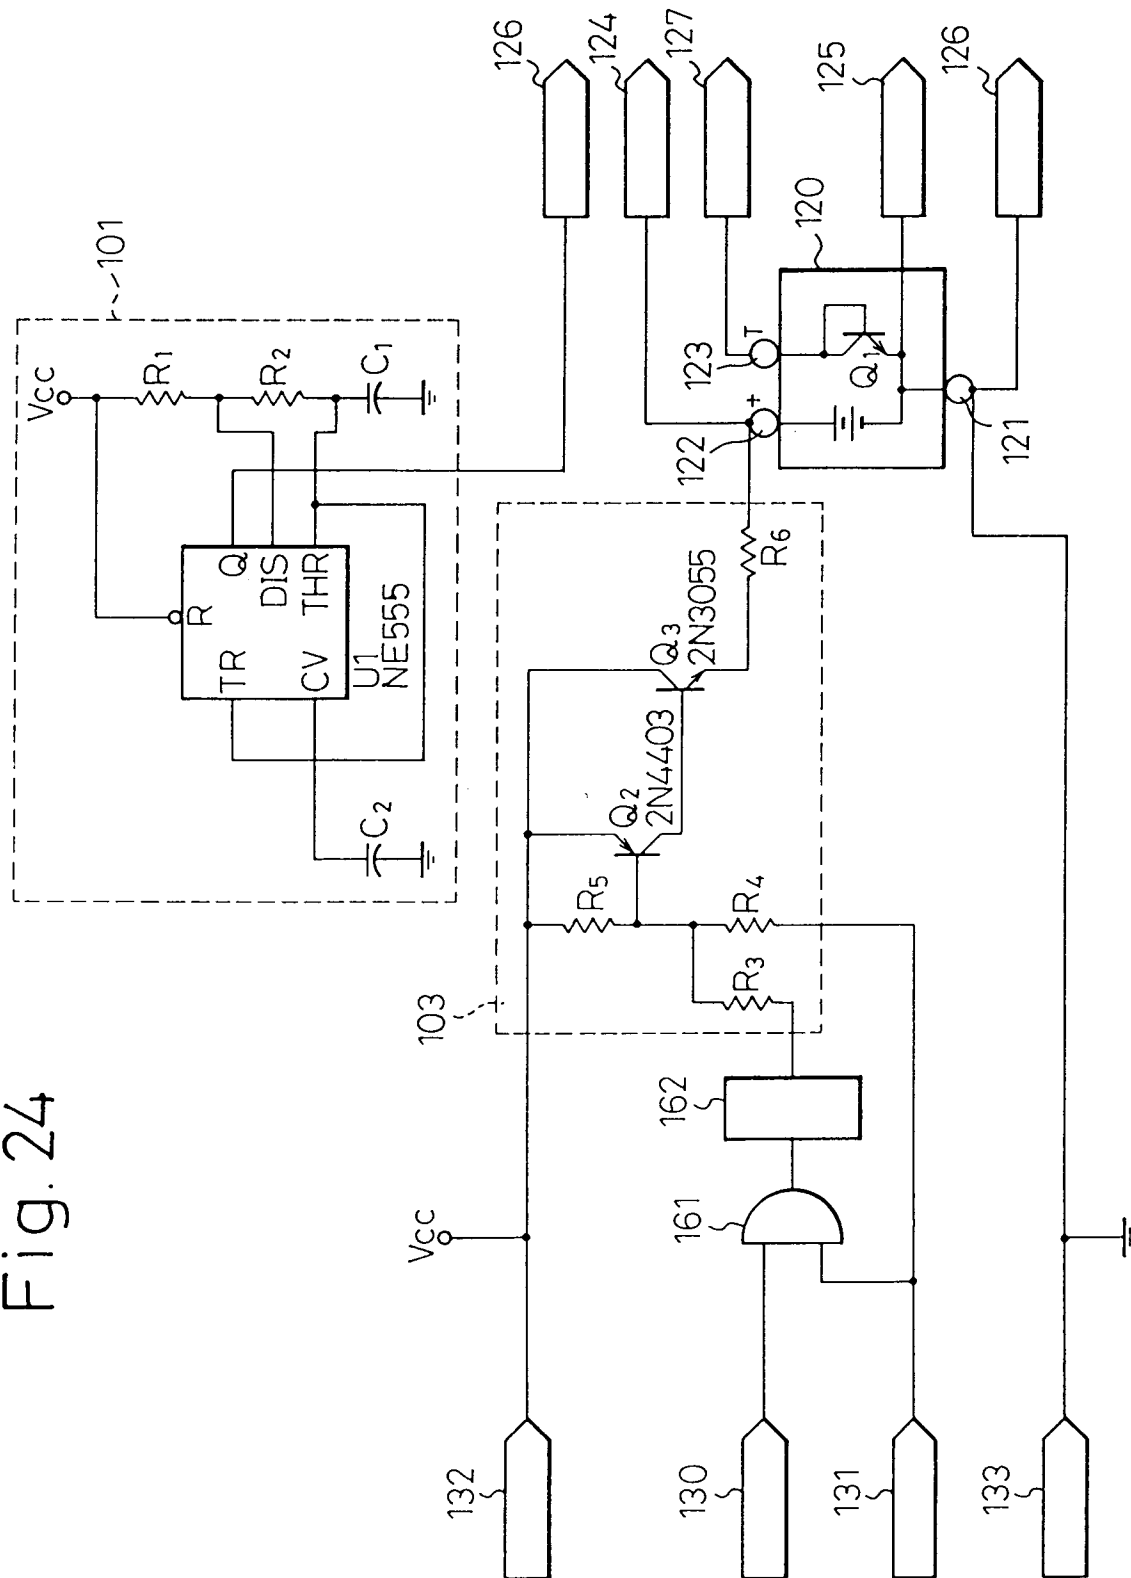 Fig. 24
101
Vcc
R1
R2
C1
R
TR
Q
DIS
THR
CV
U1
NE555
C2
126
124
127
125
126
120
T
123
+
122
Q1
121
103
Q3
2N3055
R6
Q2
2N4403
R5
R4
R3
162
161
Vcc
132
130
131
133